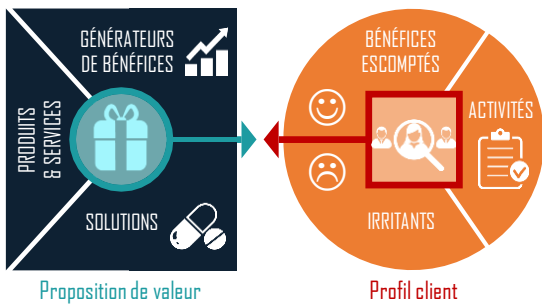 GÉNÉRATEURS
DE BÉNÉFICES
PRODUITS
& SERVICES
SOLUTIONS
Proposition de valeur
BÉNÉFICES
ESCOMPTÉS
ACTIVITÉS
IRRITANTS
Profil client